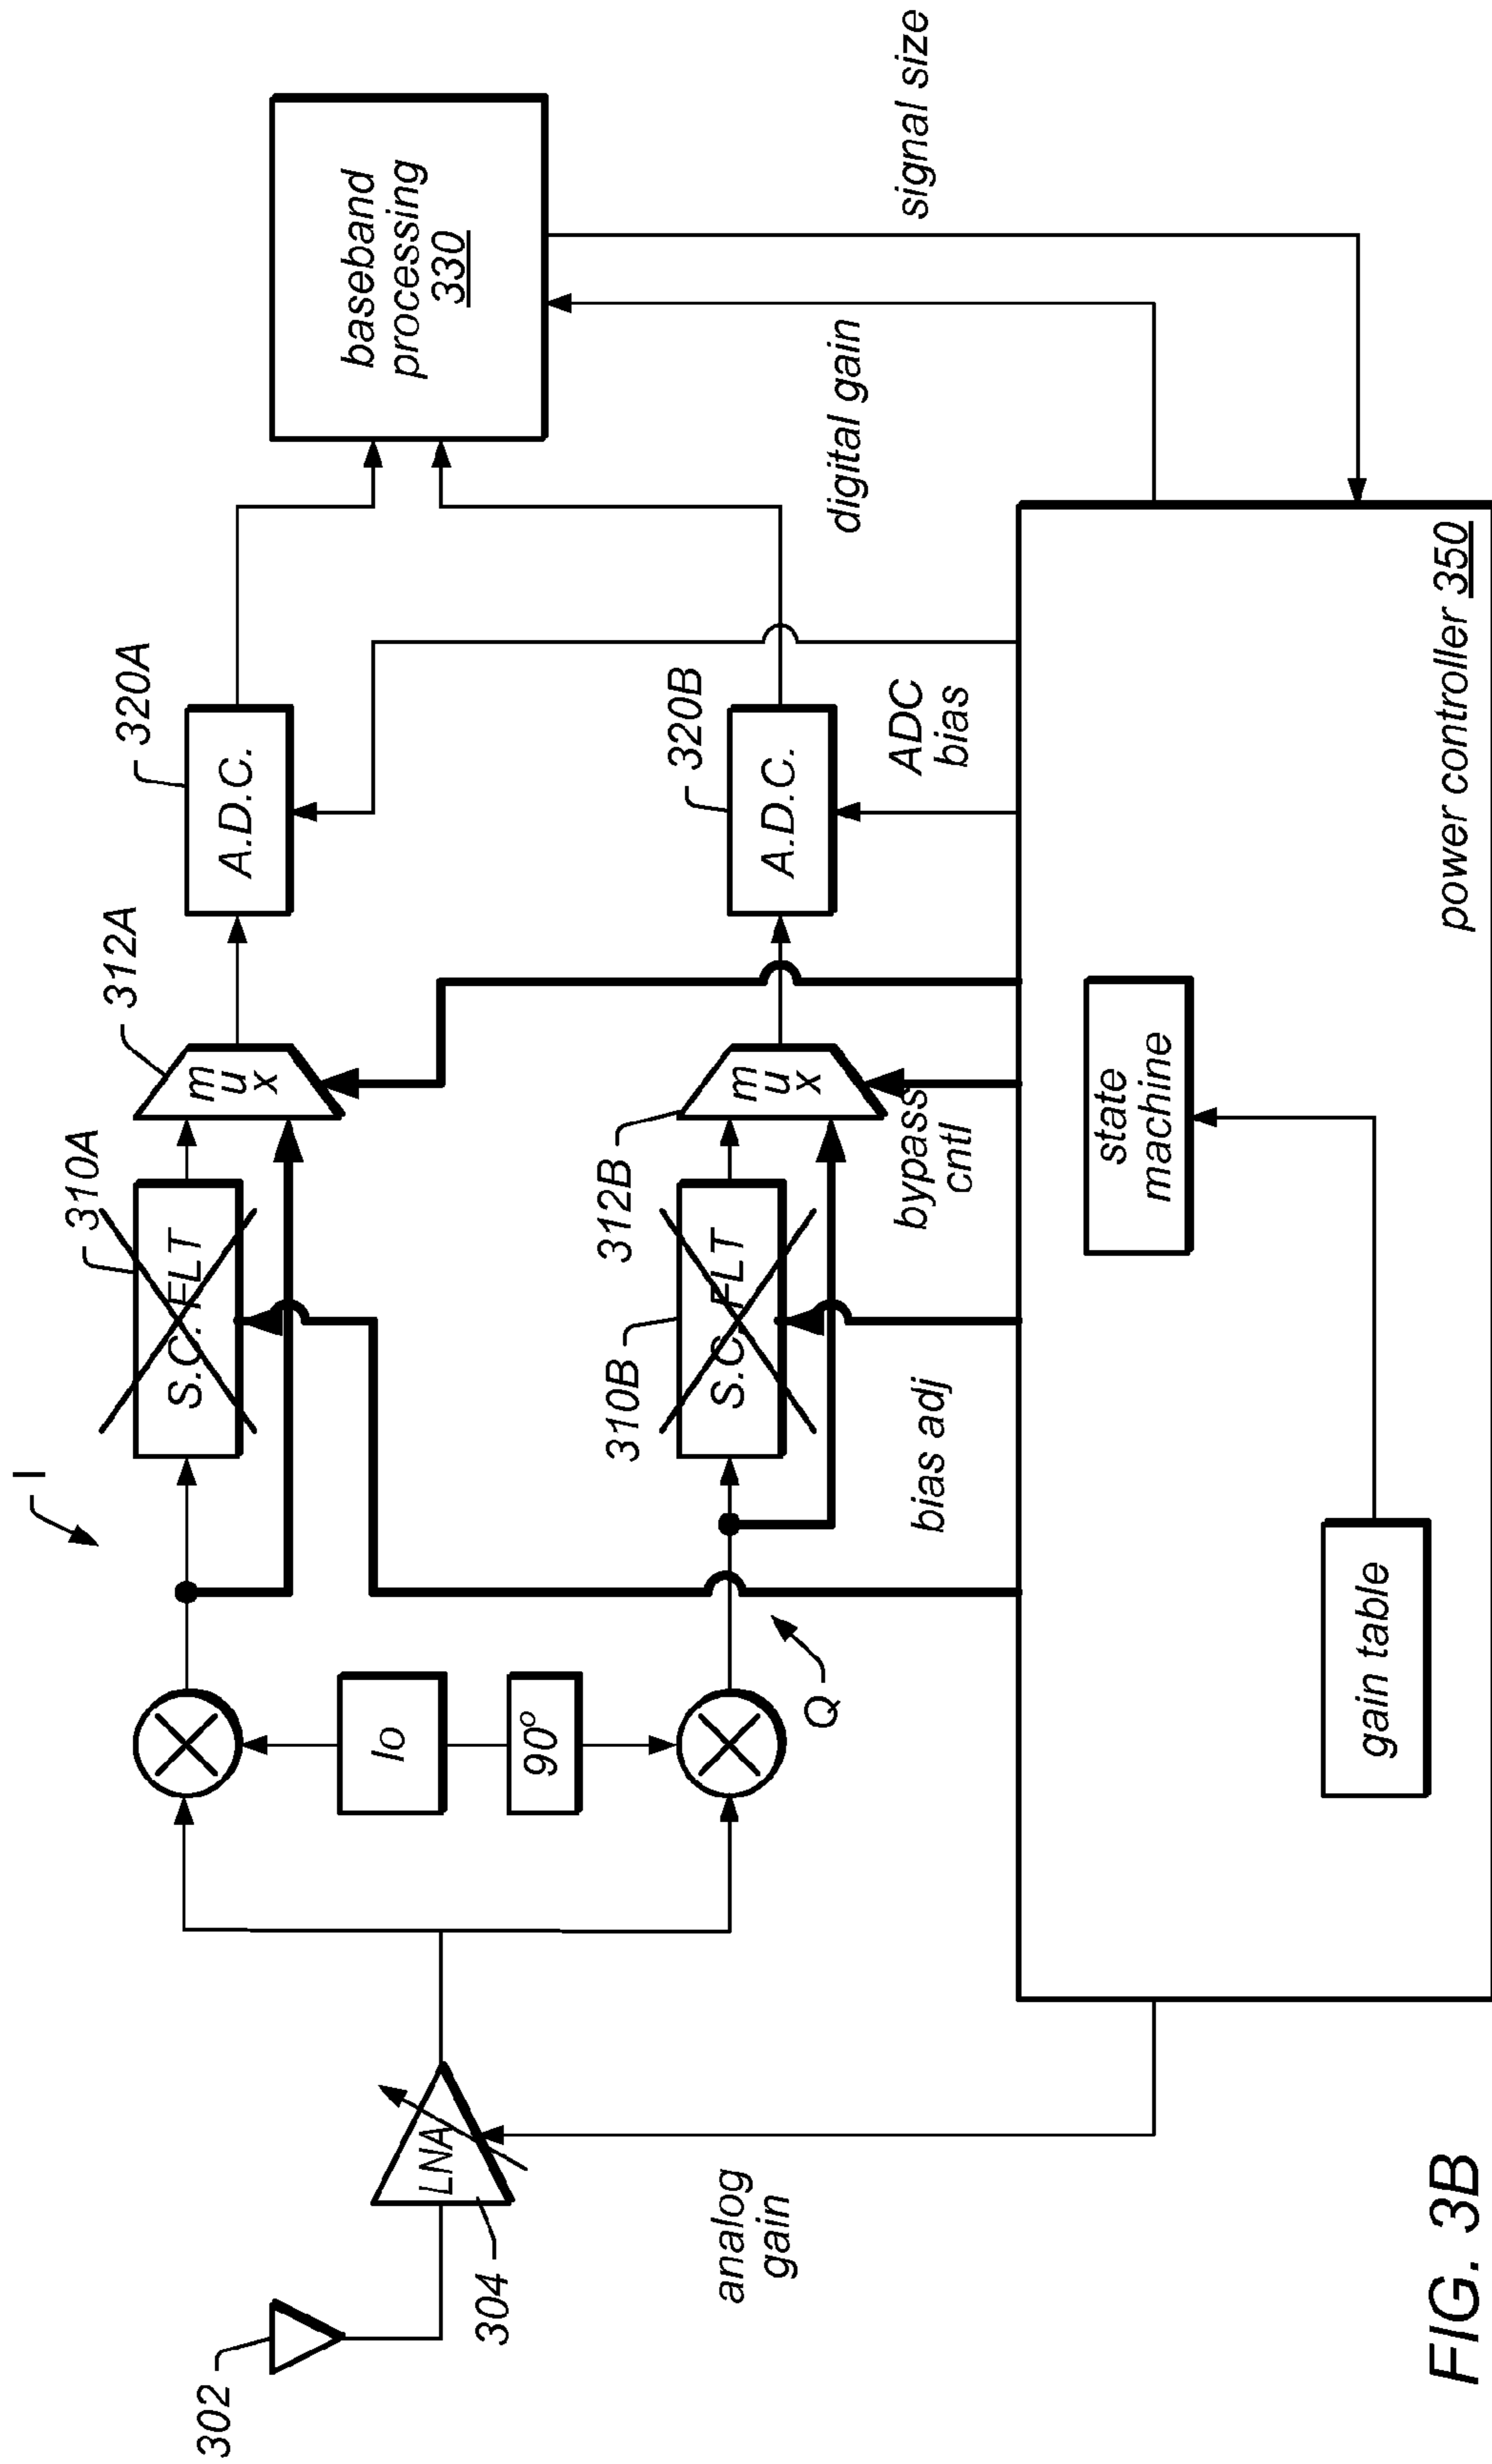 I
310A
312A
320A
S.C. FLT
m
u
x
A.D.C.
baseband
processing
330
302
LNA
304
lo
90°
310B
312B
320B
S.C. FLT
m
u
x
A.D.C.
Q
analog
gain
bias adj
bypass
cntl
ADC
bias
digital gain
signal size
state
machine
gain table
power controller 350
FIG. 3B